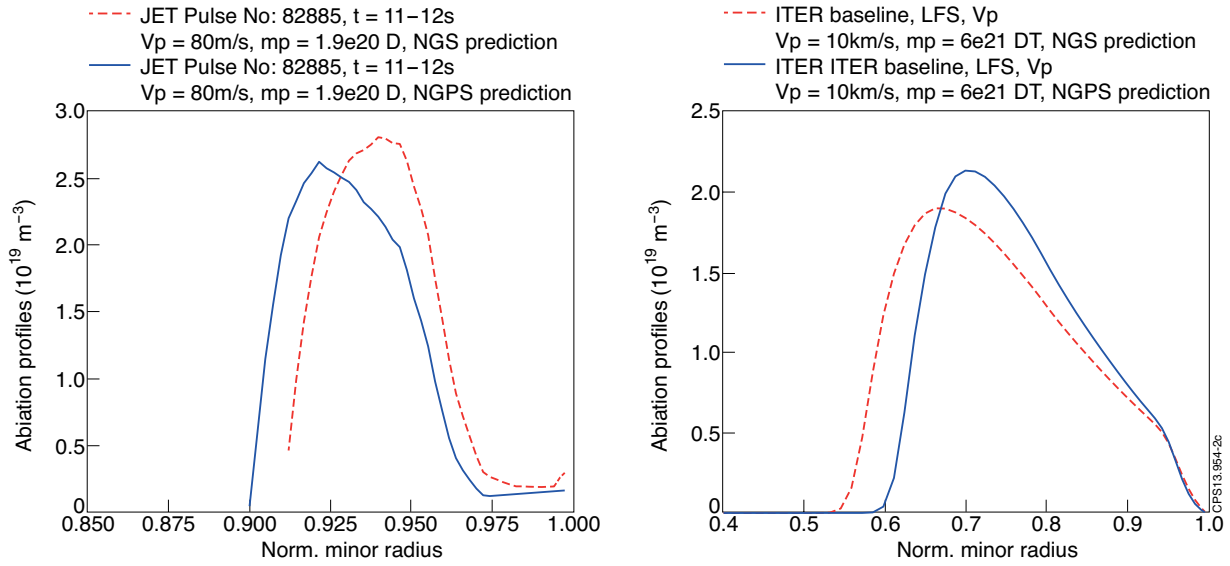 JET Pulse No: 82885, t = 11–12s
Vp = 80m/s, mp = 1.9e20 D, NGS prediction
JET Pulse No: 82885, t = 11–12s
Vp = 80m/s, mp = 1.9e20 D, NGPS prediction
3.0
2.5
2.0
1.5
1.0
0.5
0
Abiation profiles (10¹⁹ m⁻³)
0.850 0.875 0.900 0.925 0.950 0.975 1.000
Norm. minor radius
ITER baseline, LFS, Vp
Vp = 10km/s, mp = 6e21 DT, NGS prediction
ITER ITER baseline, LFS, Vp
Vp = 10km/s, mp = 6e21 DT, NGPS prediction
2.5
2.0
1.5
1.0
0.5
0
Abiation profiles (10¹⁹ m⁻³)
0.4 0.5 0.6 0.7 0.8 0.9 1.0
Norm. minor radius
CPS13.954-2c